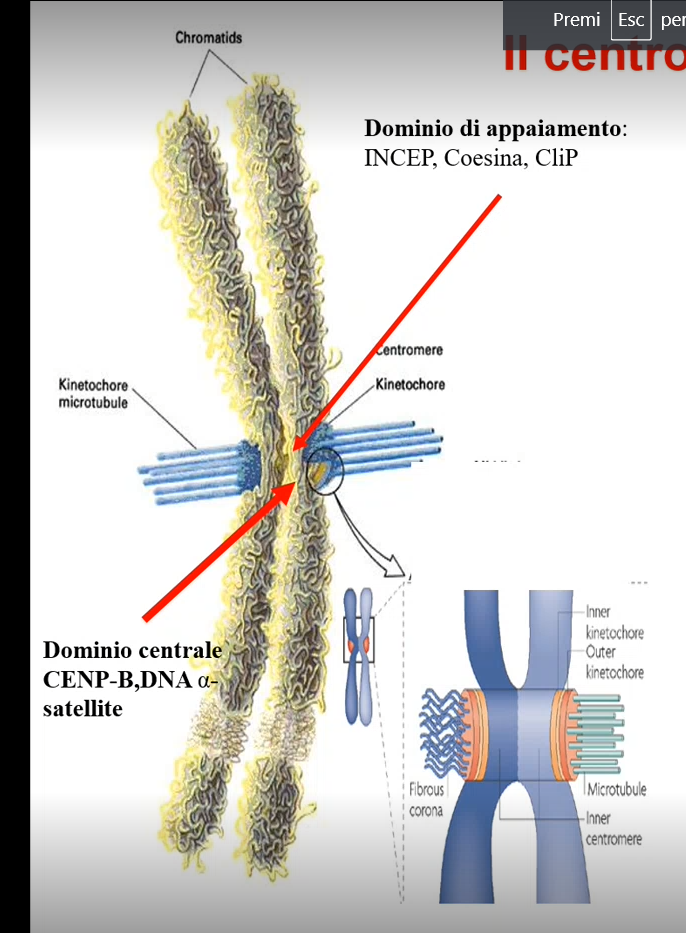 Premi Esc per
Il centro
Chromatids
Dominio di appaiamento:
INCEP, Coesina, CliP
Centromere
Kinetochore
Kinetochore
microtubule
Dominio centrale
CENP-B,DNA α-
satellite
Inner
kinetochore
Outer
kinetochore
Fibrous
corona
Microtubule
Inner
centromere